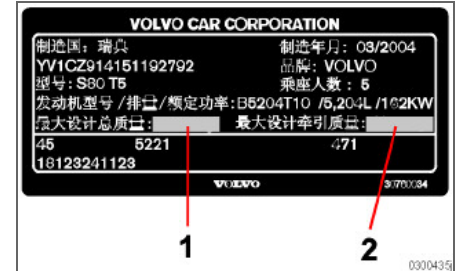 VOLVO CAR CORPORATION
制造国：瑞典 制造年月：03/2004
YV1CZ914151192792 品牌：VOLVO
型号：S80 T5 乘座人数：5
发动机型号/排量/额定功率：B5204T10 /5,204L /162KW
最大设计总质量： 最大设计牵引质量：
45 5221 471
18123241123
VOLVO 30760034
1 2
0300435j